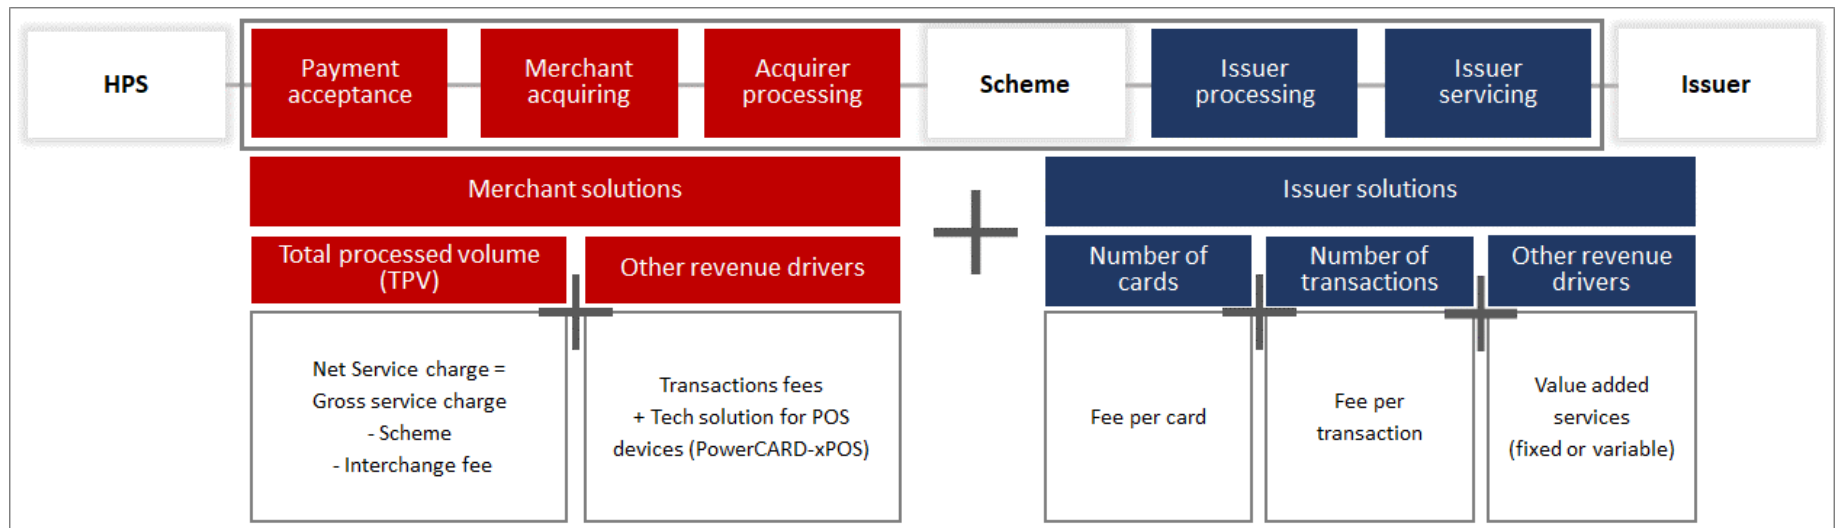 HPS
Payment
acceptance
Merchant
acquiring
Acquirer
processing
Scheme
Issuer
processing
Issuer
servicing
Issuer
Merchant solutions
Issuer solutions
Total processed volume
(TPV)
Other revenue drivers
Number of
cards
Number of
transactions
Other revenue
drivers
Net Service charge =
Gross service charge
- Scheme
- Interchange fee
Transactions fees
+ Tech solution for POS
devices (PowerCARD-xPOS)
Fee per card
Fee per
transaction
Value added
services
(fixed or variable)